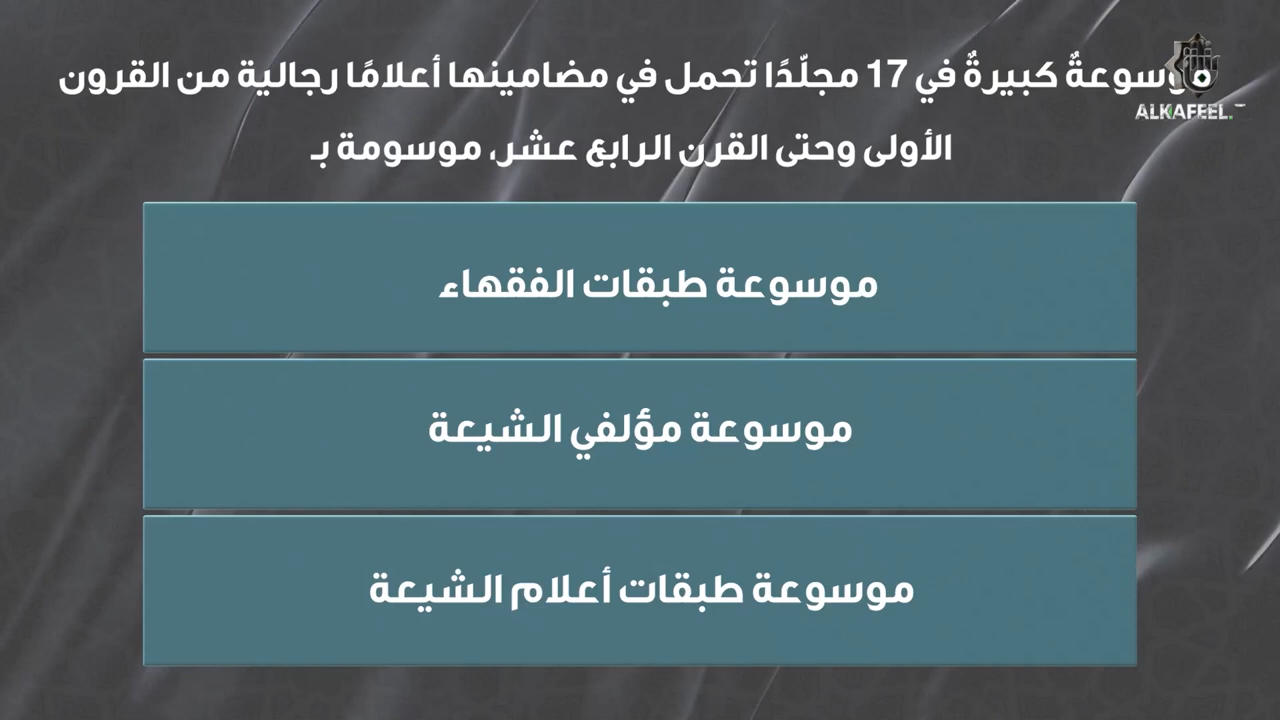 موسوعةٌ كبيرةٌ في 17 مجلّدًا تحمل في مضامينها أعلامًا رجالية من القرون
الأولى وحتى القرن الرابع عشر، موسومة بـ
موسوعة طبقات الفقهاء
موسوعة مؤلفي الشيعة
موسوعة طبقات أعلام الشيعة
ALKAFEEL.